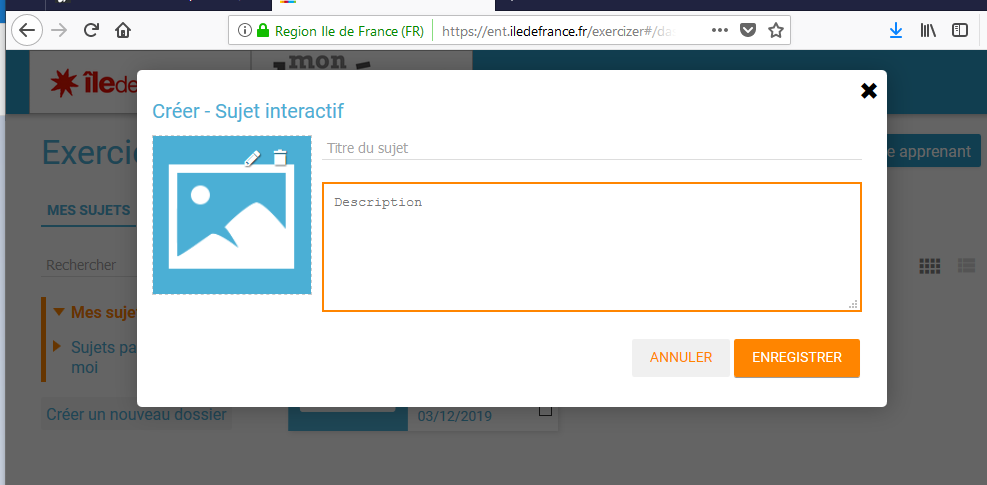 Region Ile de France (FR)
https://ent.iledefrance.fr/exercizer#/da
îlede
mon
Créer - Sujet interactif
Exerci
Titre du sujet
e apprenant
Description
MES SUJETS
Rechercher
Mes suje
Sujets pa
moi
ANNULER
ENREGISTRER
Créer un nouveau dossier
03/12/2019